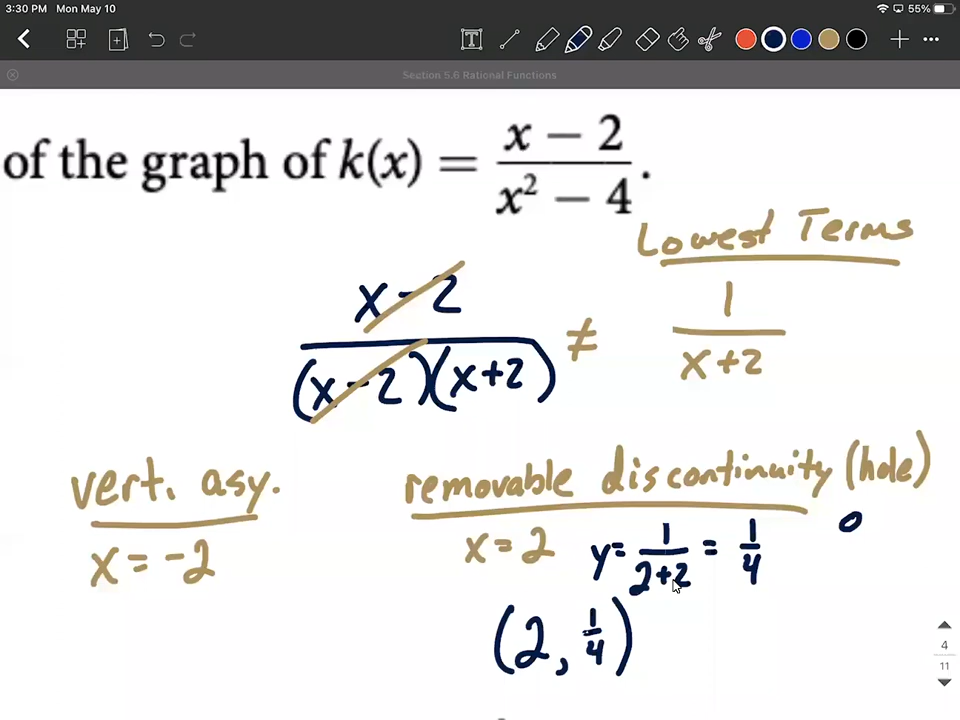 3:30 PM Mon May 10 55%
Section 5.6 Rational Functions
of the graph of k(x) = (x − 2)/(x² − 4).
Lowest Terms
x - 2 / (x - 2)(x+2) ≠ 1 / x+2
vert. asy. removable discontinuity (hole)
x = -2 x = 2 y = 1/2+2 = 1/4 o
(2, 1/4)
4
11